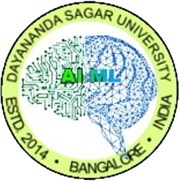 DAYANANDA SAGAR UNIVERSITY
AI ML
ESTD. 2014 • BANGALORE • INDIA